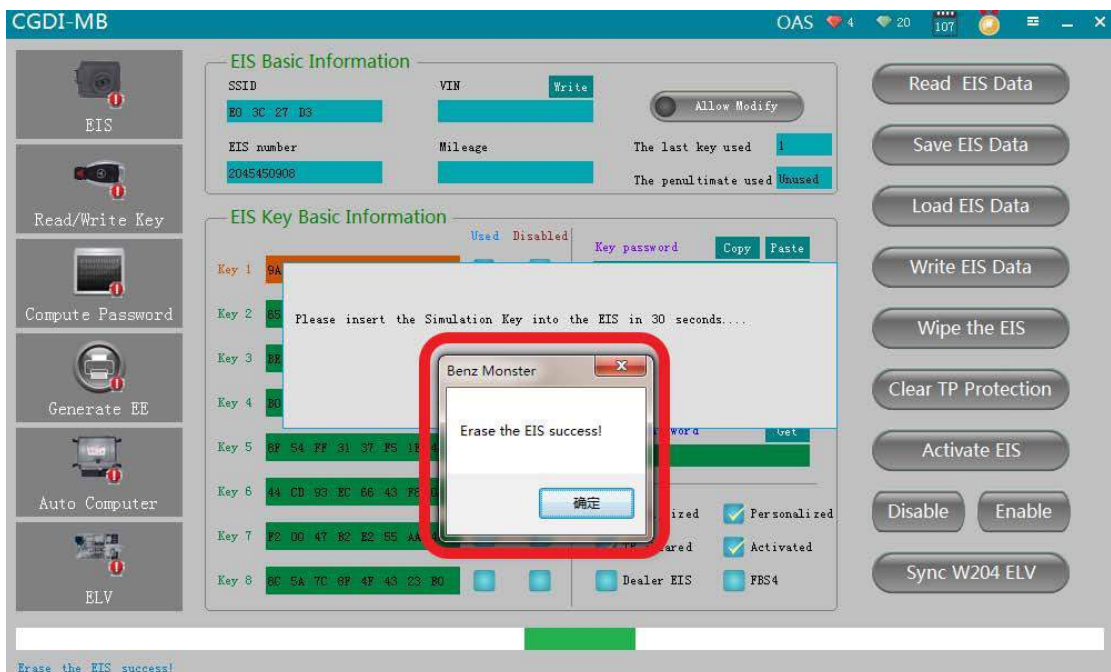 CGDI-MB
OAS 4 20 107
EIS
Read/Write Key
Compute Password
Generate EE
Auto Computer
ELV
EIS Basic Information
SSID
VIN
Write
E0 3C 27 D3
Allow Modify
EIS number
Mileage
The last key used 1
2045450908
The penultimate used Unused
EIS Key Basic Information
Used Disabled
Key password
Copy Paste
Key 1 9A
Key 2 85
Key 3 BE
Key 4 B0
Key 5 8F 54 FF 31 37 F5 1E
Key 6 44 CD 93 EC 66 43
Key 7 F2 00 47 B2 E2 55
Key 8 8C 5A 7C 8F 4F 43 23 B0
Please insert the Simulation Key into the EIS in 30 seconds....
Benz Monster
Erase the EIS success!
确定
Get
Personalized
Activated
Dealer EIS
FBS4
Read EIS Data
Save EIS Data
Load EIS Data
Write EIS Data
Wipe the EIS
Clear TP Protection
Activate EIS
Disable Enable
Sync W204 ELV
Erase the EIS success!